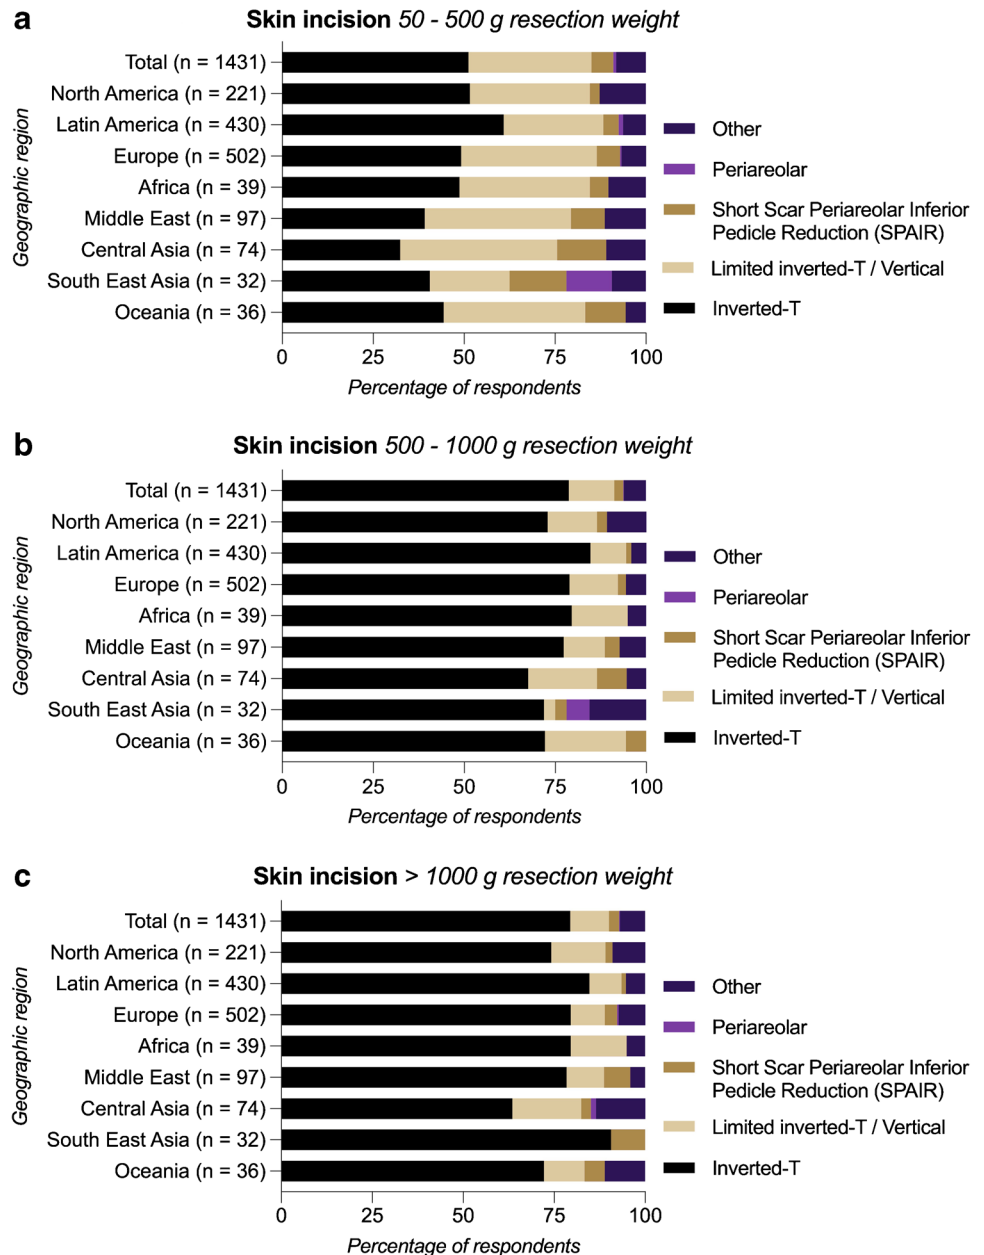 a
Skin incision 50 - 500 g resection weight
Geographic region
Total (n = 1431)
North America (n = 221)
Latin America (n = 430)
Europe (n = 502)
Africa (n = 39)
Middle East (n = 97)
Central Asia (n = 74)
South East Asia (n = 32)
Oceania (n = 36)
0 25 50 75 100
Percentage of respondents
Other
Periareolar
Short Scar Periareolar Inferior
Pedicle Reduction (SPAIR)
Limited inverted-T / Vertical
Inverted-T
b
Skin incision 500 - 1000 g resection weight
Geographic region
Total (n = 1431)
North America (n = 221)
Latin America (n = 430)
Europe (n = 502)
Africa (n = 39)
Middle East (n = 97)
Central Asia (n = 74)
South East Asia (n = 32)
Oceania (n = 36)
0 25 50 75 100
Percentage of respondents
Other
Periareolar
Short Scar Periareolar Inferior
Pedicle Reduction (SPAIR)
Limited inverted-T / Vertical
Inverted-T
c
Skin incision > 1000 g resection weight
Geographic region
Total (n = 1431)
North America (n = 221)
Latin America (n = 430)
Europe (n = 502)
Africa (n = 39)
Middle East (n = 97)
Central Asia (n = 74)
South East Asia (n = 32)
Oceania (n = 36)
0 25 50 75 100
Percentage of respondents
Other
Periareolar
Short Scar Periareolar Inferior
Pedicle Reduction (SPAIR)
Limited inverted-T / Vertical
Inverted-T